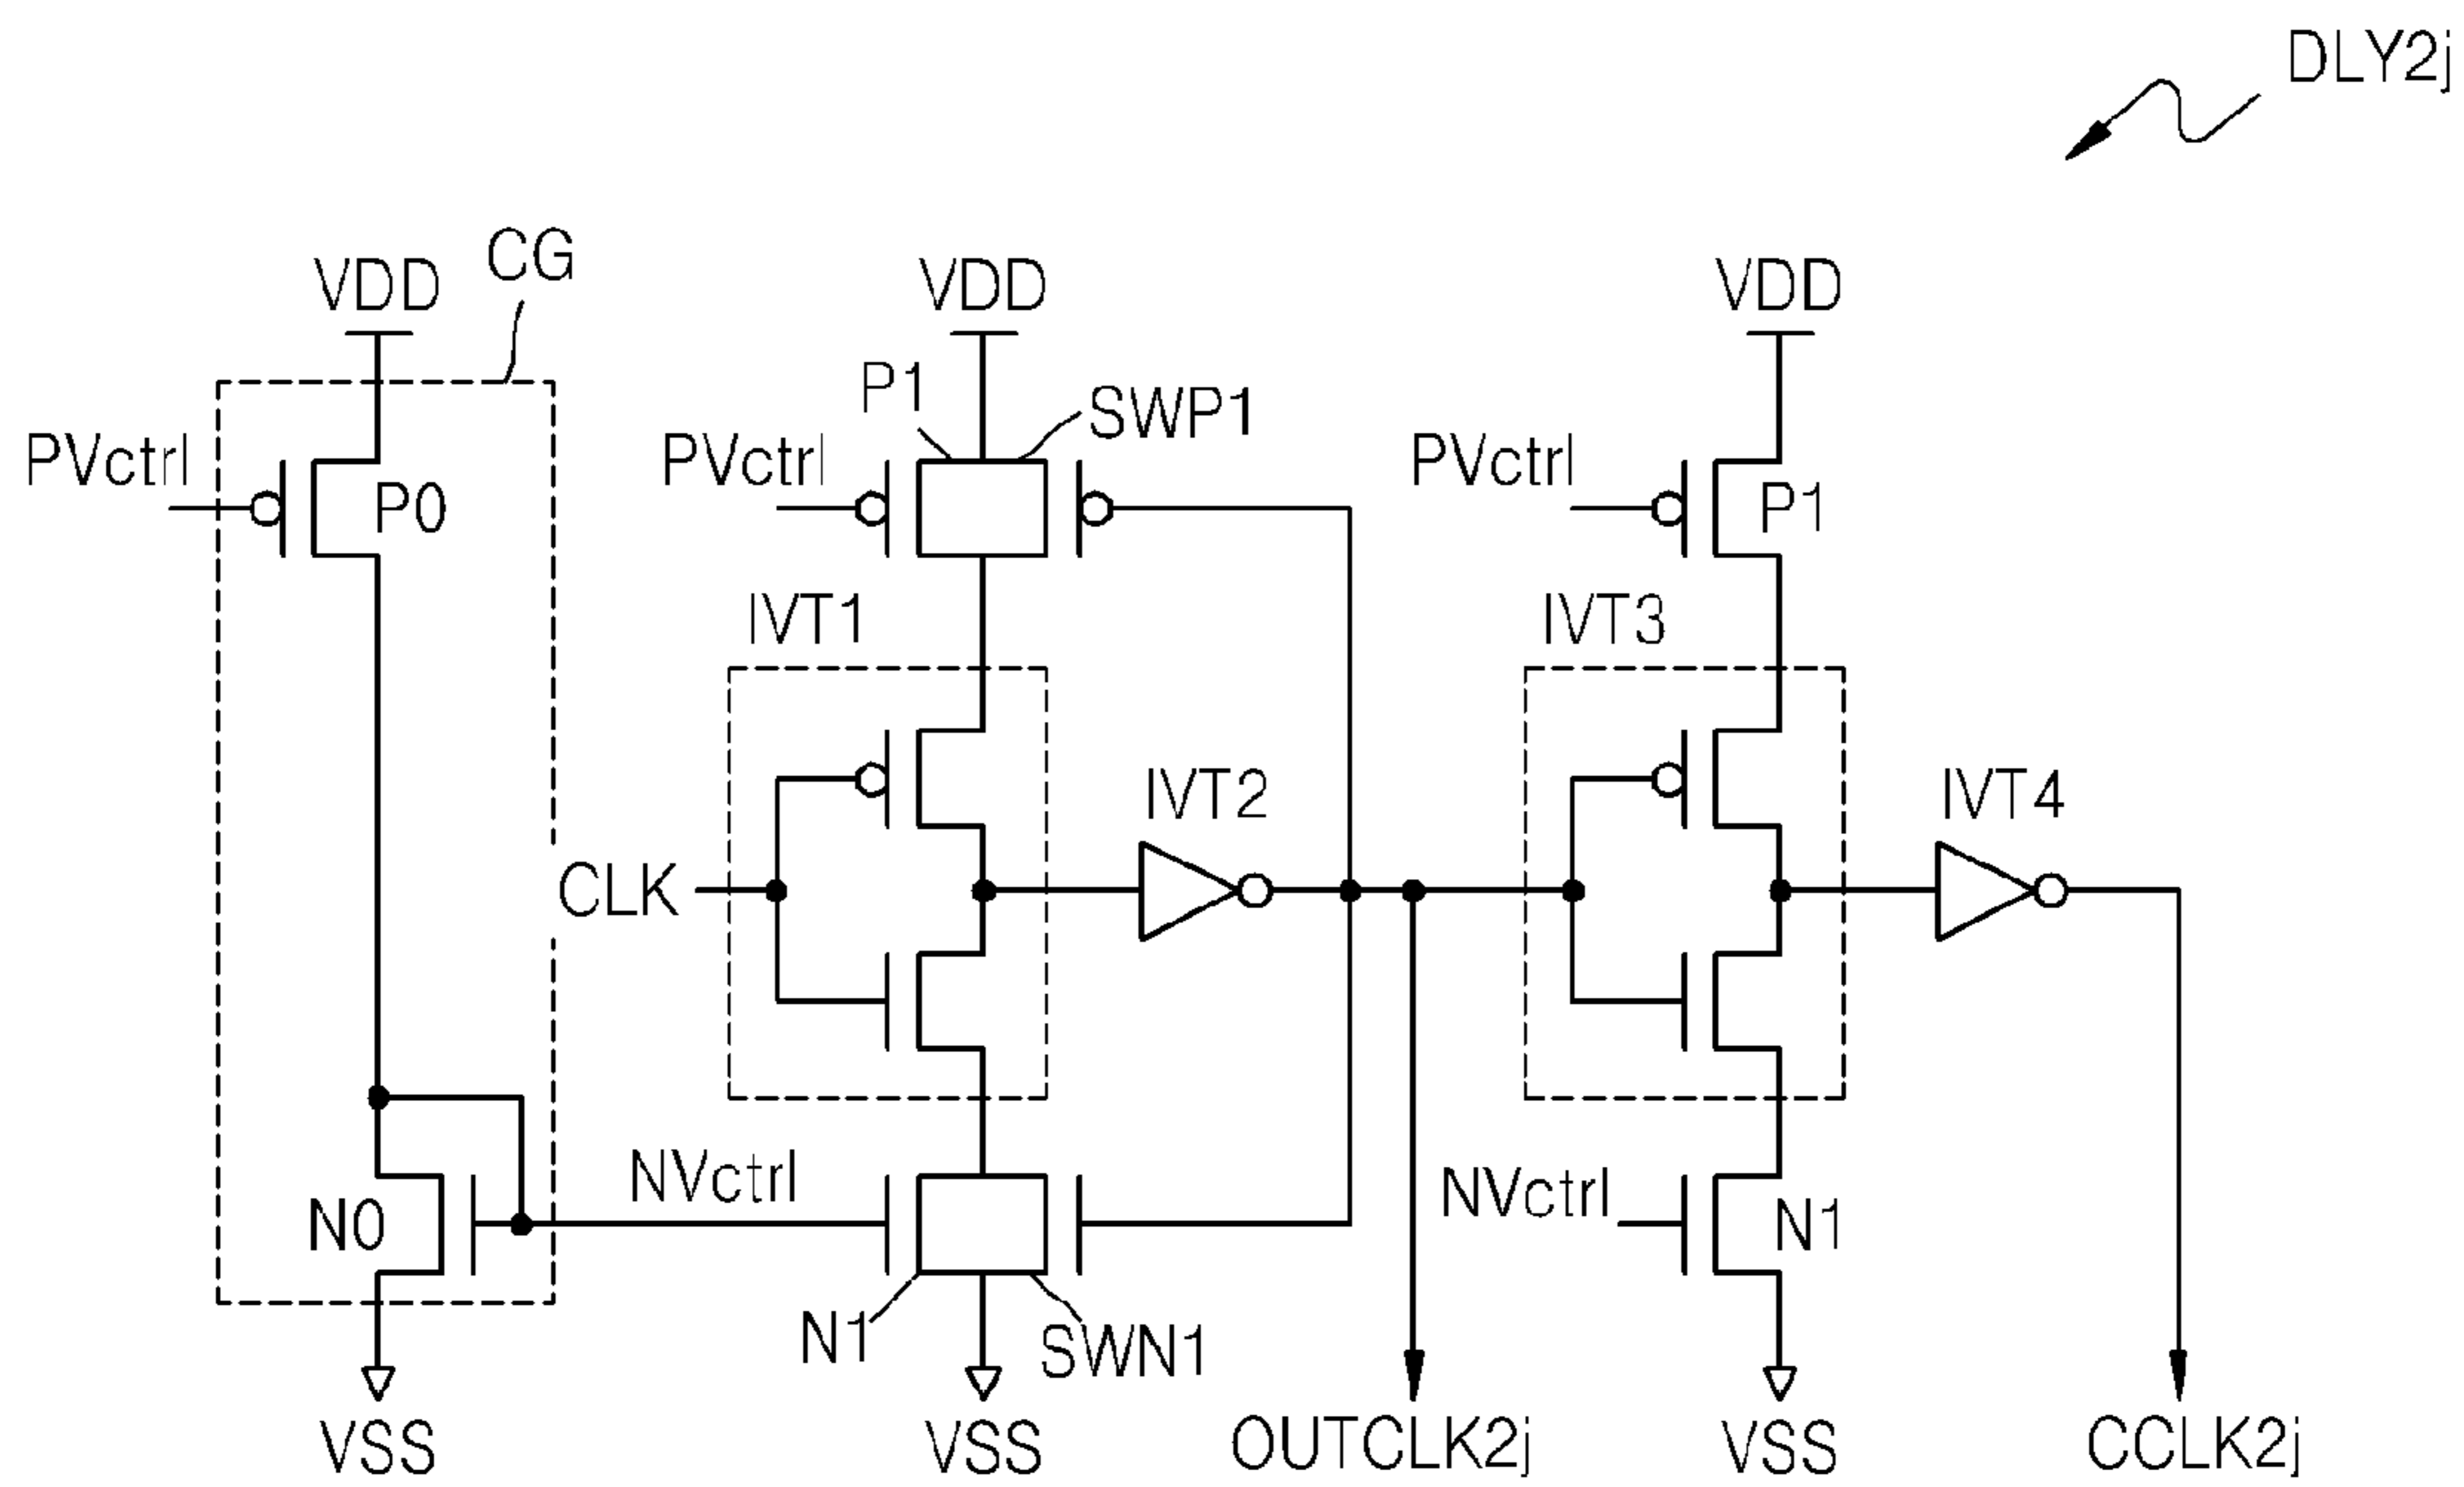 DLY2j
CG
VDD
VDD
VDD
P1
SWP1
PVctrl
PVctrl
PVctrl
P0
P1
IVT1
IVT3
IVT2
IVT4
CLK
NVctrl
NVctrl
N0
N1
N1
SWN1
VSS
VSS
OUTCLK2j
VSS
CCLK2j